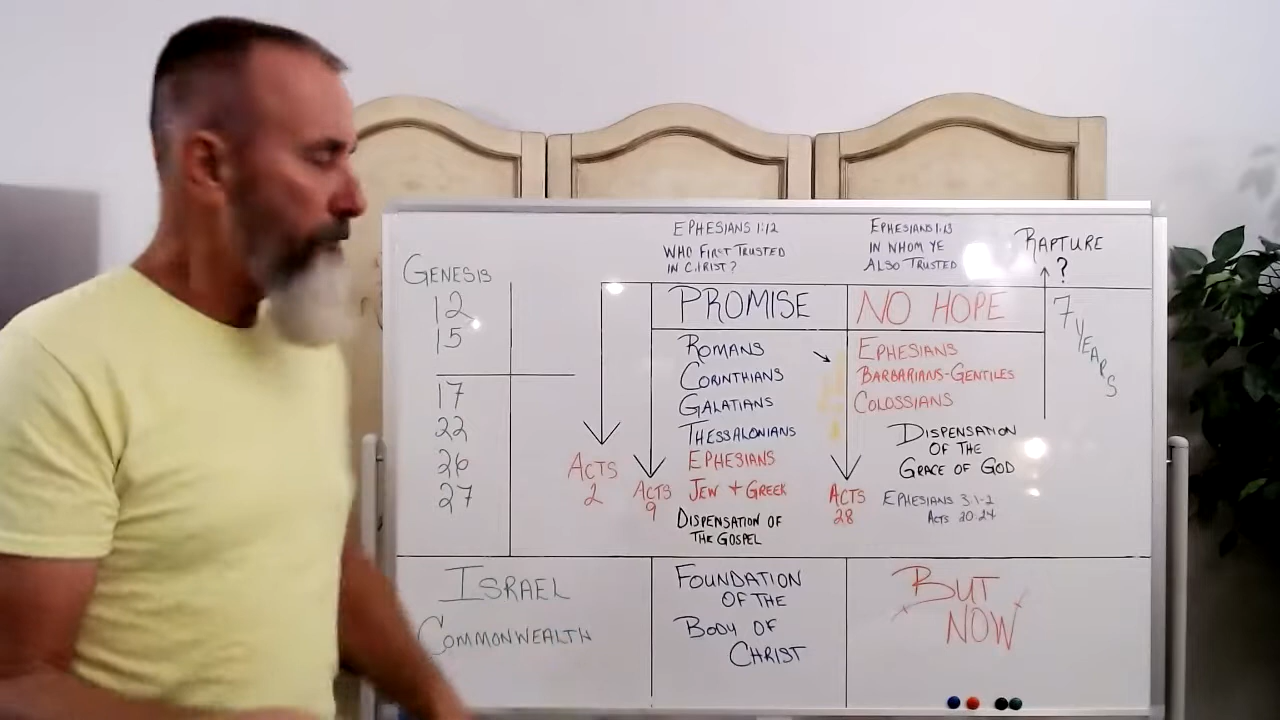 GENESIS
12
15
17
22
26
27
ACTS
2
EPHESIANS 1:12
WHO FIRST TRUSTED
IN CHRIST?
PROMISE
ROMANS
CORINTHIANS
GALATIANS
THESSALONIANS
EPHESIANS
JEW + GREEK
DISPENSATION OF
THE GOSPEL
ACTS
9
EPHESIANS 1:13
IN WHOM YE
ALSO TRUSTED
NO HOPE
EPHESIANS
BARBARIANS-GENTILES
COLOSSIANS
DISPENSATION
OF THE
GRACE OF GOD
EPHESIANS 3:1-2
ACTS 20:24
ACTS
28
RAPTURE
?
7 YEARS
ISRAEL
COMMONWEALTH
FOUNDATION
OF THE
BODY OF
CHRIST
BUT
NOW